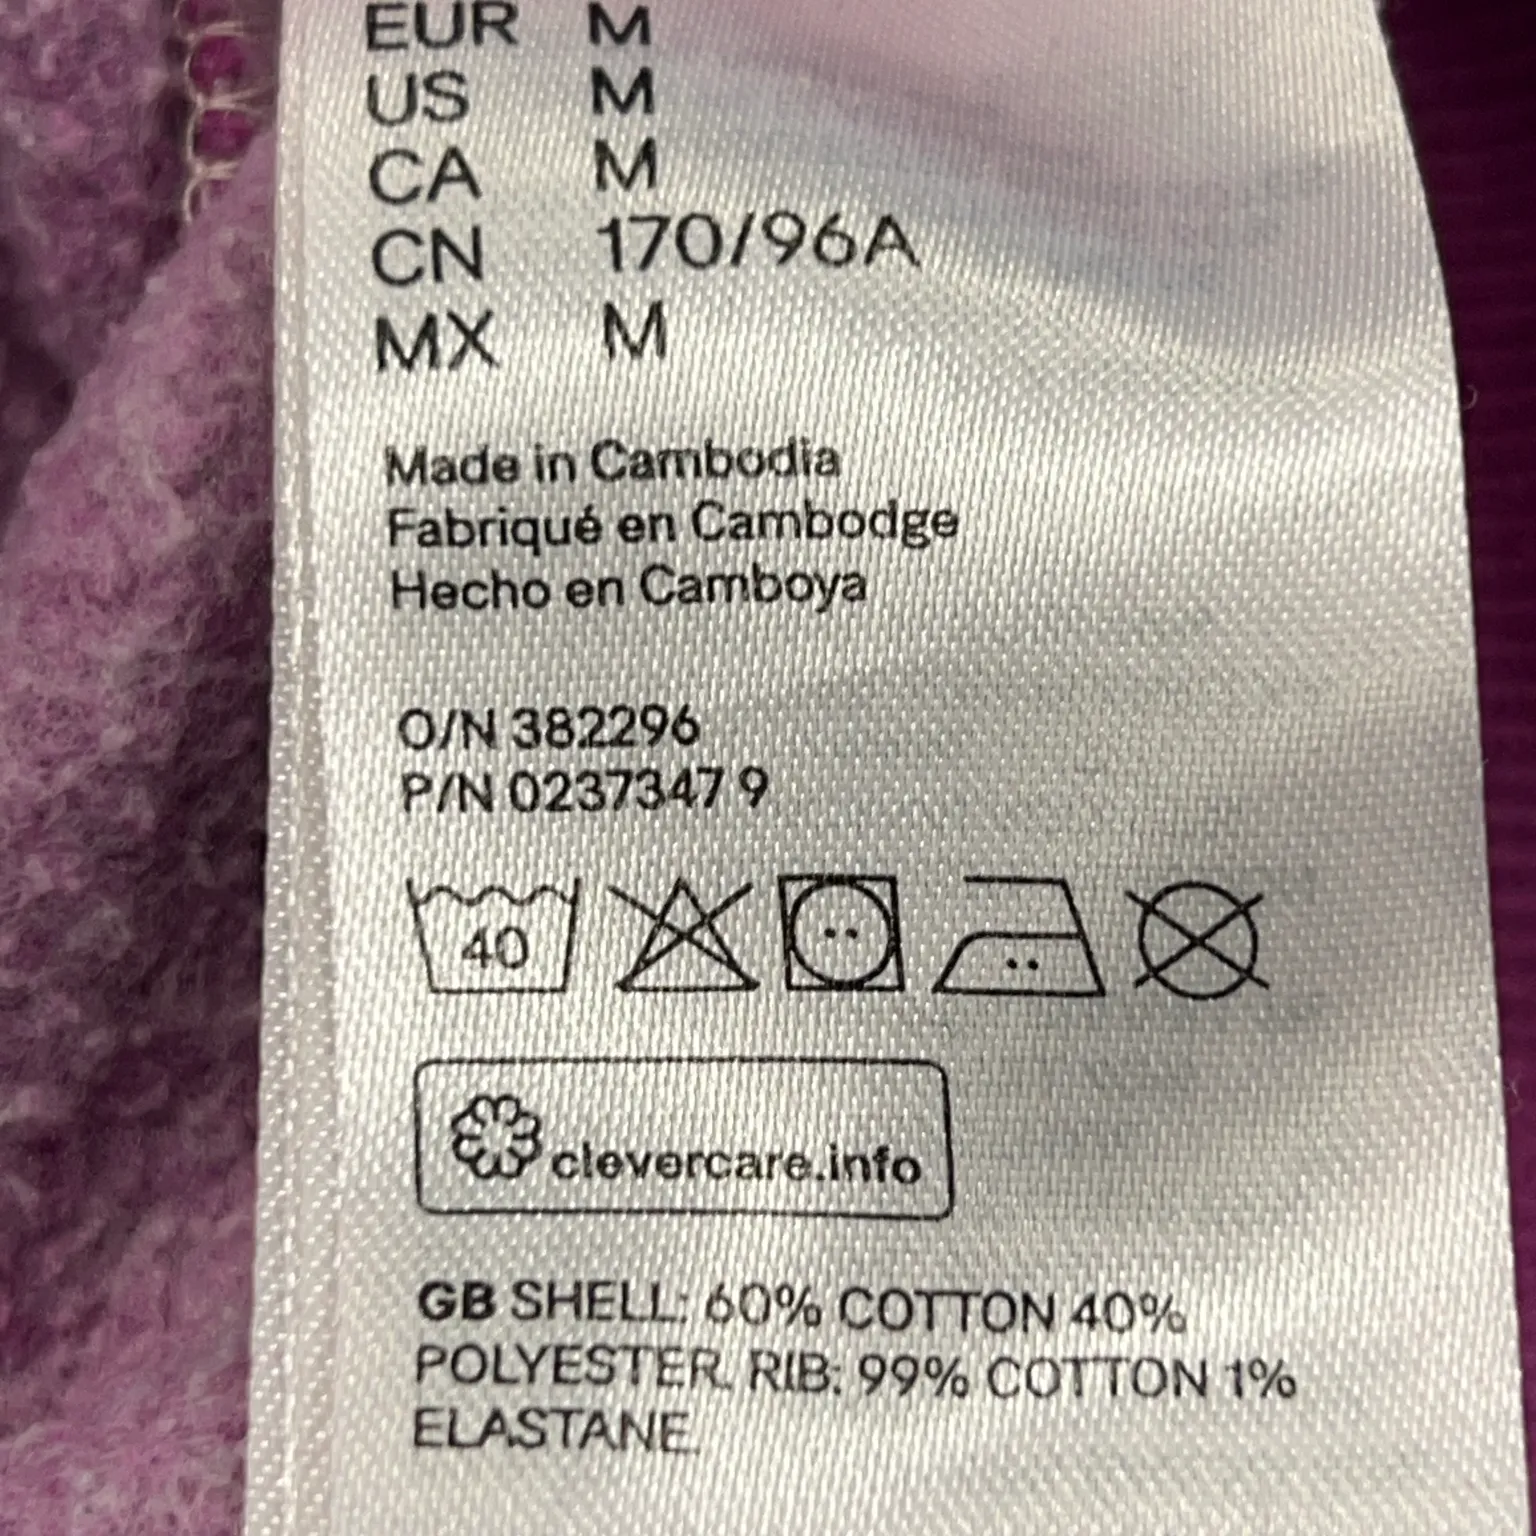 EUR M
US M
CA M
CN 170/96A
MX M
Made in Cambodia
Fabriqué en Cambodge
Hecho en Camboya
O/N 382296
P/N 0237347 9
40
clevercare.info
GB SHELL: 60% COTTON 40%
POLYESTER. RIB: 99% COTTON 1%
ELASTANE.